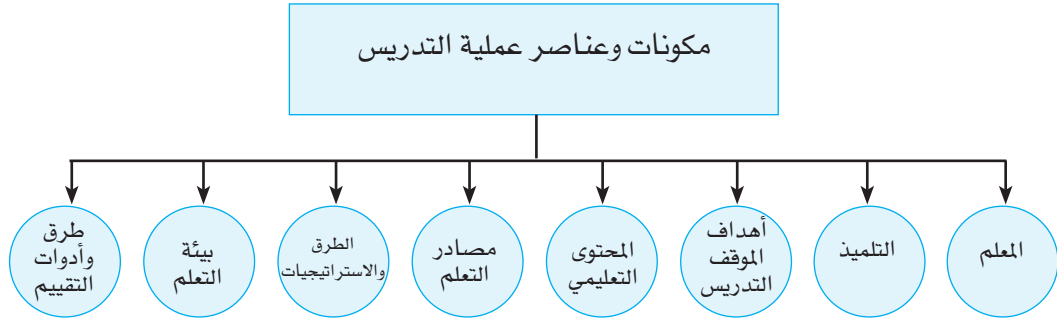 مكونات وعناصر عملية التدريس
المعلم
التلميذ
أهداف
الموقف
التدريس
المحتوى
التعليمي
مصادر
التعلم
الطرق
والاستراتيجيات
بيئة
التعلم
طرق
وأدوات
التقييم